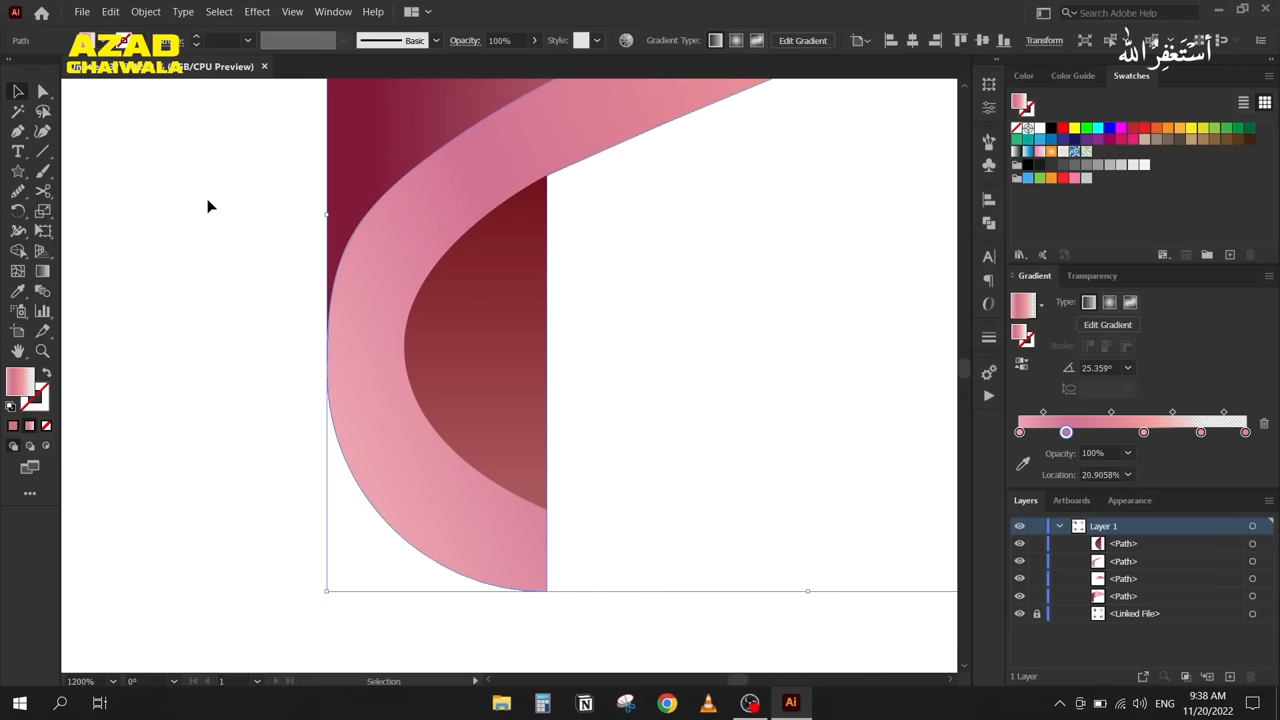 File Edit Object Type Select Effect View Window Help
Search Adobe Help
Path
Basic
Opacity: 100%
Style:
Gradient Type:
Edit Gradient
Transform
AZAD
CHAIWALA
GB/CPU Preview) ×
أستغفر الله
Color Color Guide Swatches
Gradient Transparency
Type:
Edit Gradient
Stroke:
25.359°
Opacity: 100%
Location: 20.9058%
Layers Artboards Appearance
Layer 1
<Path>
<Path>
<Path>
<Path>
<Linked File>
1 Layer
1200% 0° 1 Selection
ENG
9:38 AM
11/20/2022